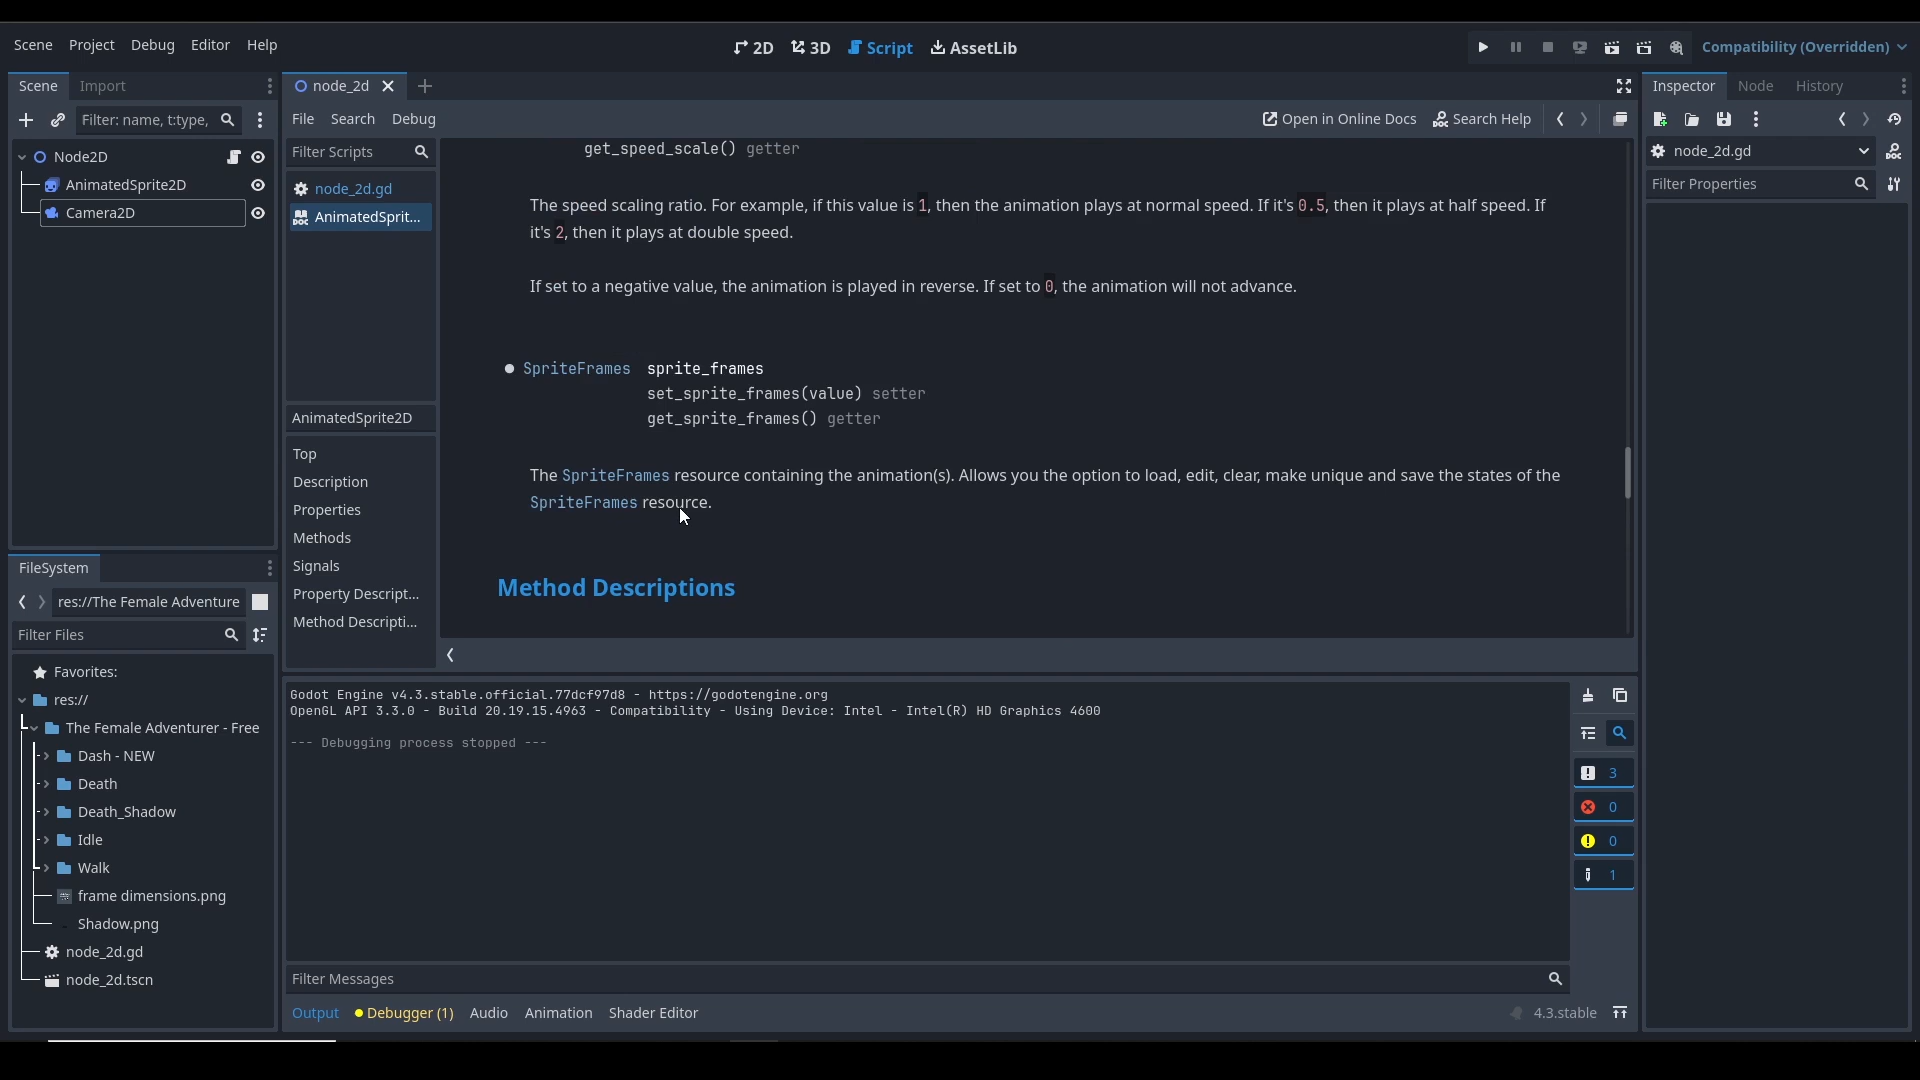 Scene Project Debug Editor Help
2D 3D Script AssetLib
Compatibility (Overridden)
Scene Import
Filter: name, t:type,
Node2D
AnimatedSprite2D
Camera2D
FileSystem
res://The Female Adventure
Filter Files
Favorites:
res://
The Female Adventurer - Free
Dash - NEW
Death
Death_Shadow
Idle
Walk
frame dimensions.png
Shadow.png
node_2d.gd
node_2d.tscn
node_2d
File Search Debug
Open in Online Docs Search Help
Filter Scripts
node_2d.gd
DOC AnimatedSprit...
AnimatedSprite2D
Top
Description
Properties
Methods
Signals
Property Descript...
Method Descripti...
get_speed_scale() getter
The speed scaling ratio. For example, if this value is 1, then the animation plays at normal speed. If it's 0.5, then it plays at half speed. If
it's 2, then it plays at double speed.
If set to a negative value, the animation is played in reverse. If set to 0, the animation will not advance.
SpriteFrames sprite_frames
set_sprite_frames(value) setter
get_sprite_frames() getter
The SpriteFrames resource containing the animation(s). Allows you the option to load, edit, clear, make unique and save the states of the
SpriteFrames resource.
Method Descriptions
Godot Engine v4.3.stable.official.77dcf97d8 - https://godotengine.org
OpenGL API 3.3.0 - Build 20.19.15.4963 - Compatibility - Using Device: Intel - Intel(R) HD Graphics 4600
--- Debugging process stopped ---
3
0
0
1
Filter Messages
Output Debugger (1) Audio Animation Shader Editor
4.3.stable
Inspector Node History
node_2d.gd
DOC
Filter Properties